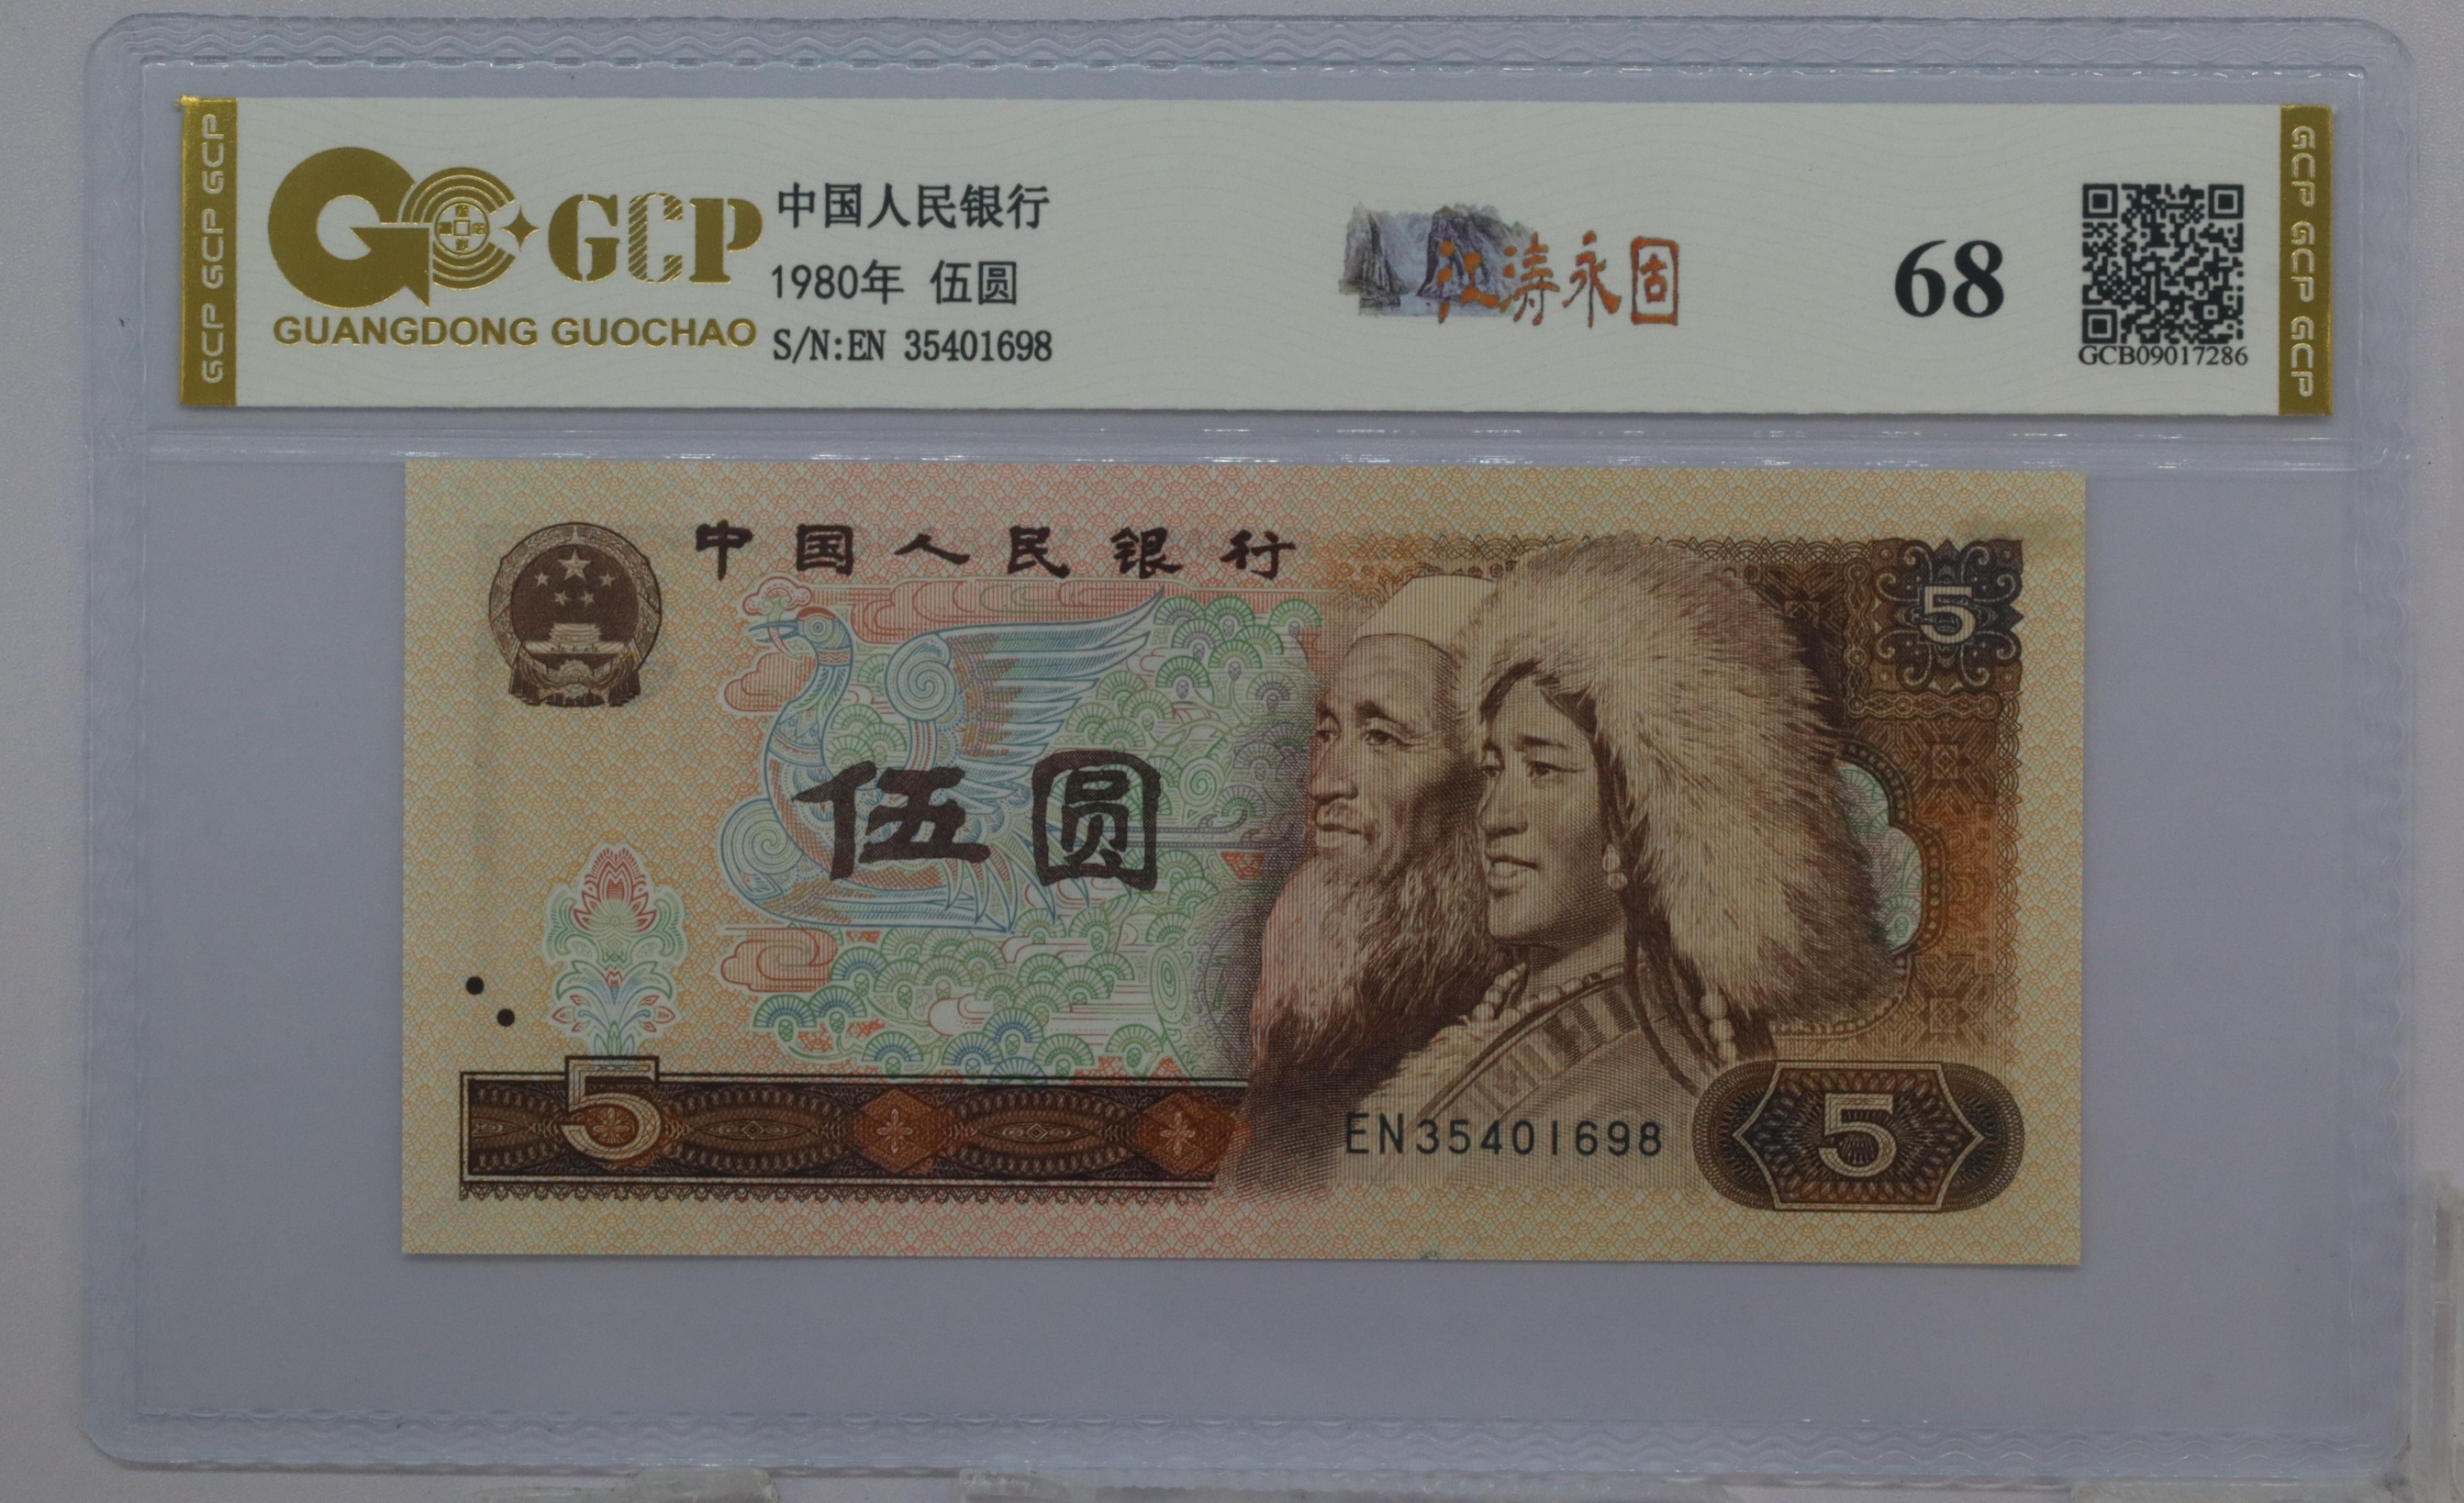 GCP GCP GCP
GCP
GUANGDONG GUOCHAO
中国人民银行
1980年 伍圆
S/N:EN 35401698
江涛永固
68
GCB09017286
GCP GCP GCP
中国人民银行
5
伍圆
5
EN35401698
5